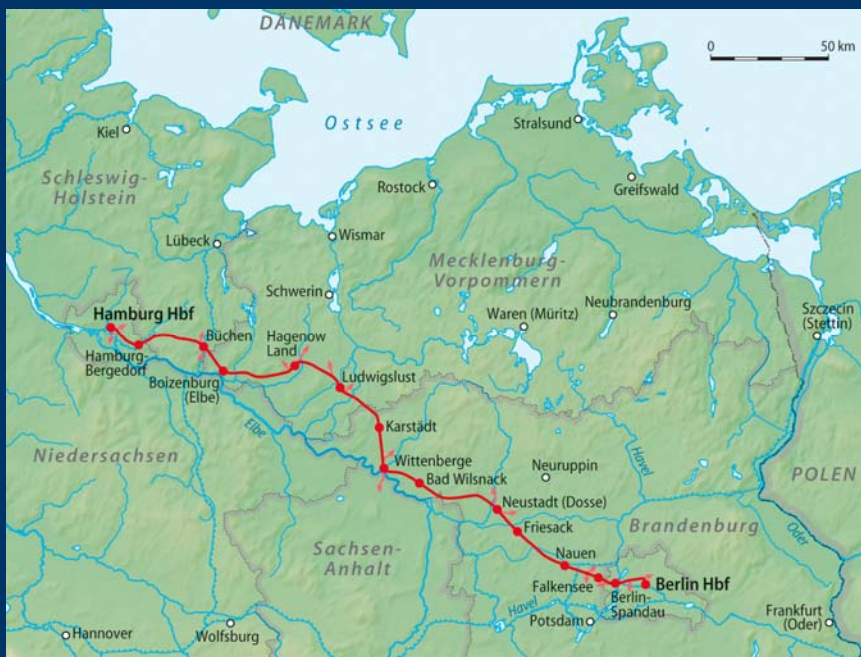 DÄNEMARK
0 50 km
Ostsee
Kiel
Stralsund
Schleswig-
Holstein
Rostock
Greifswald
Lübeck
Wismar
Mecklenburg-
Vorpommern
Schwerin
Waren (Müritz)
Neubrandenburg
Szczecin
(Stettin)
Hamburg Hbf
Hamburg-
Bergedorf
Büchen
Hagenow
Land
Boizenburg
(Elbe)
Ludwigslust
Elbe
Karstädt
Niedersachsen
Wittenberge
Bad Wilsnack
Neuruppin
Havel
POLEN
Neustadt (Dosse)
Brandenburg
Oder
Friesack
Sachsen-
Anhalt
Nauen
Falkensee
Berlin-
Spandau
Berlin Hbf
Havel
Potsdam
Frankfurt
(Oder)
Hannover
Wolfsburg